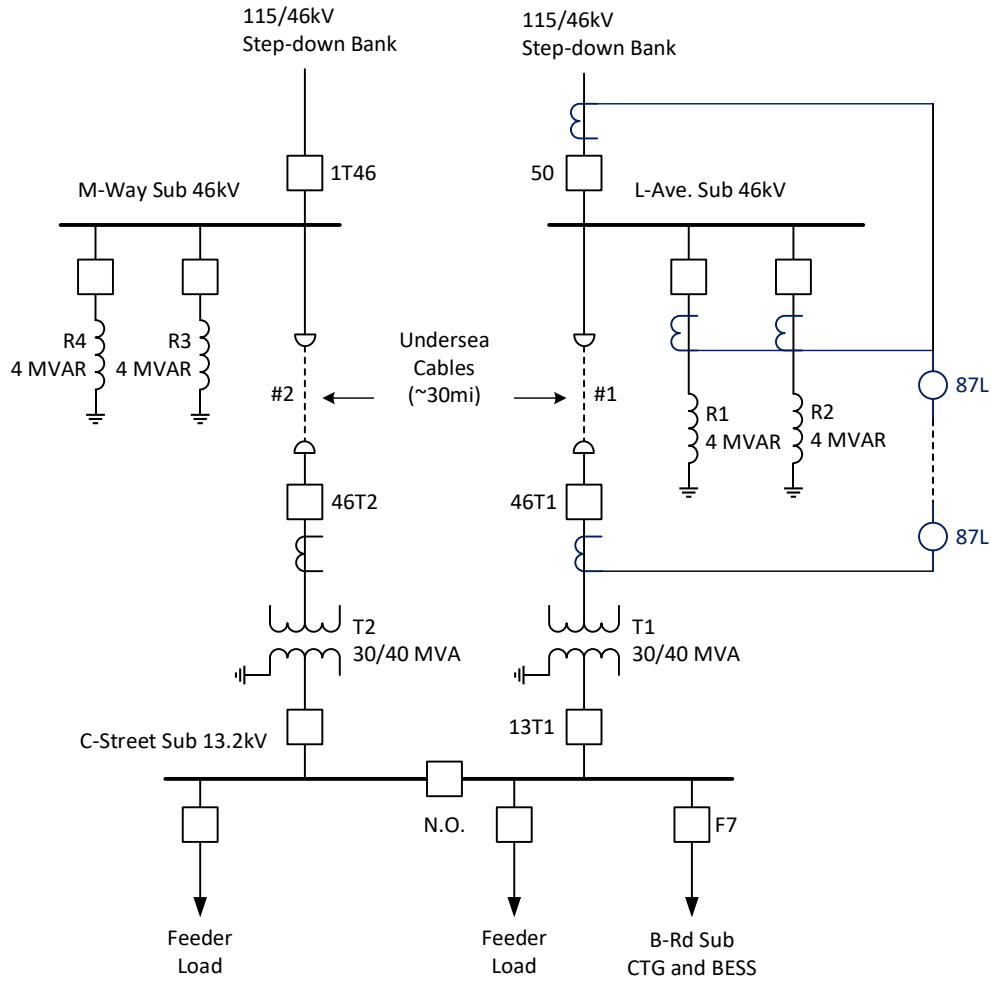 115/46kV
Step-down Bank
115/46kV
Step-down Bank
1T46
50
M-Way Sub 46kV
L-Ave. Sub 46kV
R4
4 MVAR
R3
4 MVAR
Undersea
Cables
(~30mi)
#2
#1
R1
4 MVAR
R2
4 MVAR
87L
46T2
46T1
87L
T2
30/40 MVA
T1
30/40 MVA
13T1
C-Street Sub 13.2kV
N.O.
F7
Feeder
Load
Feeder
Load
B-Rd Sub
CTG and BESS